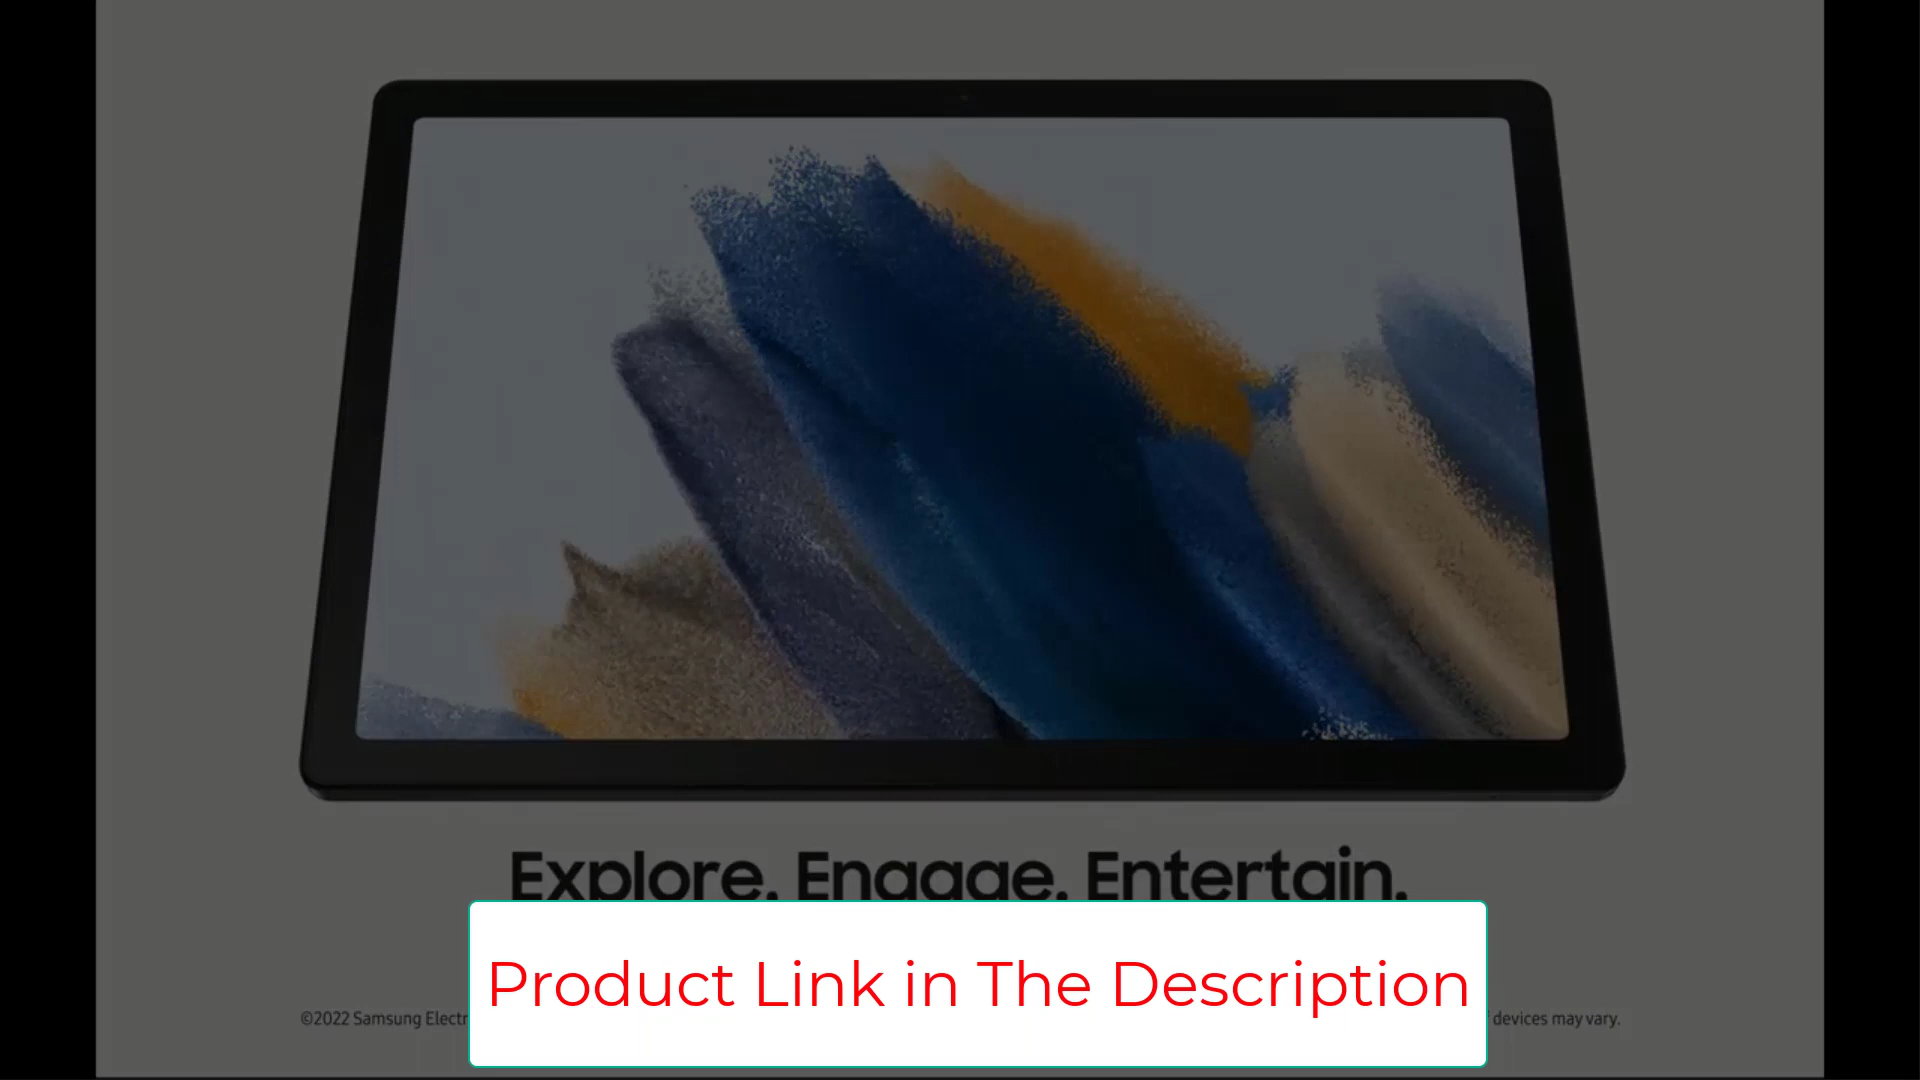 Explore. Engage. Entertain.
Product Link in The Description
©2022 Samsung Electr
devices may vary.